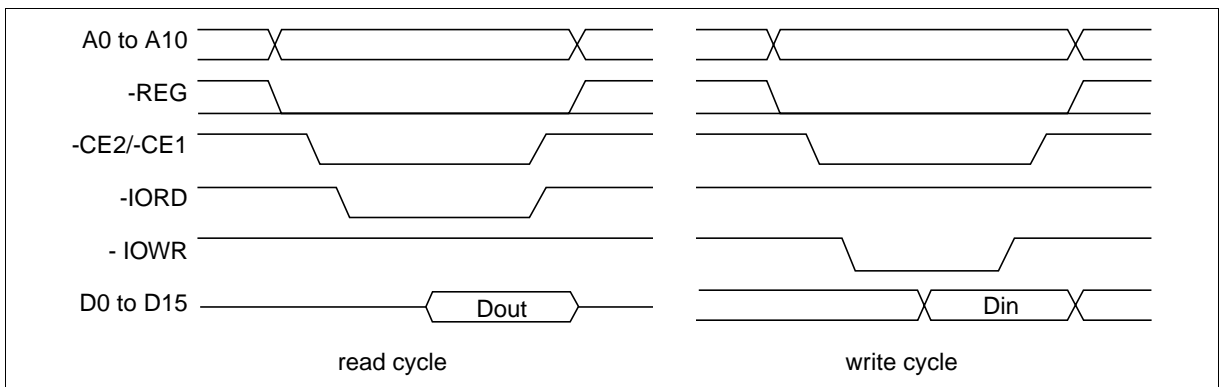 A0 to A10
-REG
-CE2/-CE1
-IORD
- IOWR
D0 to D15
Dout
Din
read cycle
write cycle